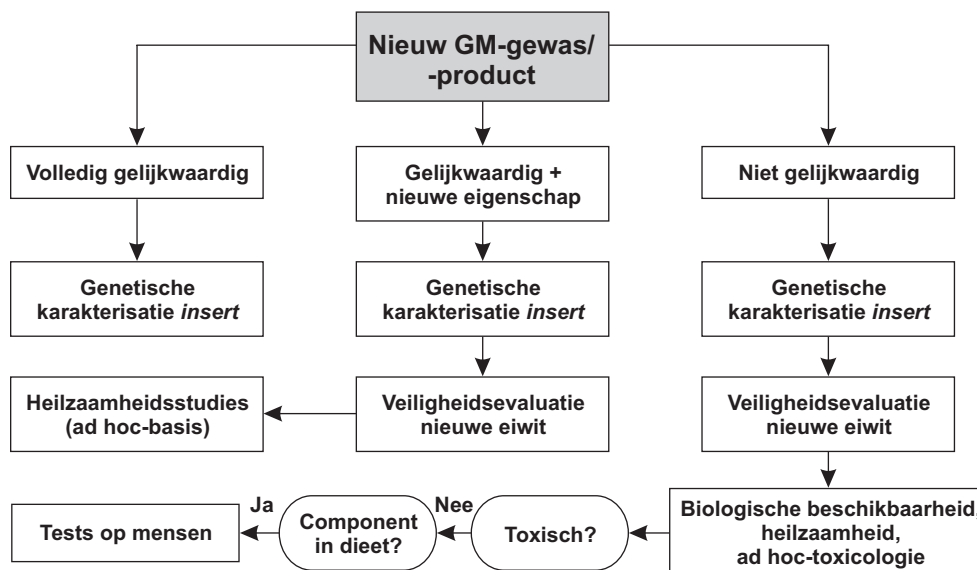 Nieuw GM-gewas/
-product
Volledig gelijkwaardig
Gelijkwaardig +
nieuwe eigenschap
Niet gelijkwaardig
Genetische
karakterisatie insert
Genetische
karakterisatie insert
Genetische
karakterisatie insert
Heilzaamheidsstudies
(ad hoc-basis)
Veiligheidsevaluatie
nieuwe eiwit
Veiligheidsevaluatie
nieuwe eiwit
Tests op mensen
Ja
Component
in dieet?
Nee
Toxisch?
Biologische beschikbaarheid,
heilzaamheid,
ad hoc-toxicologie